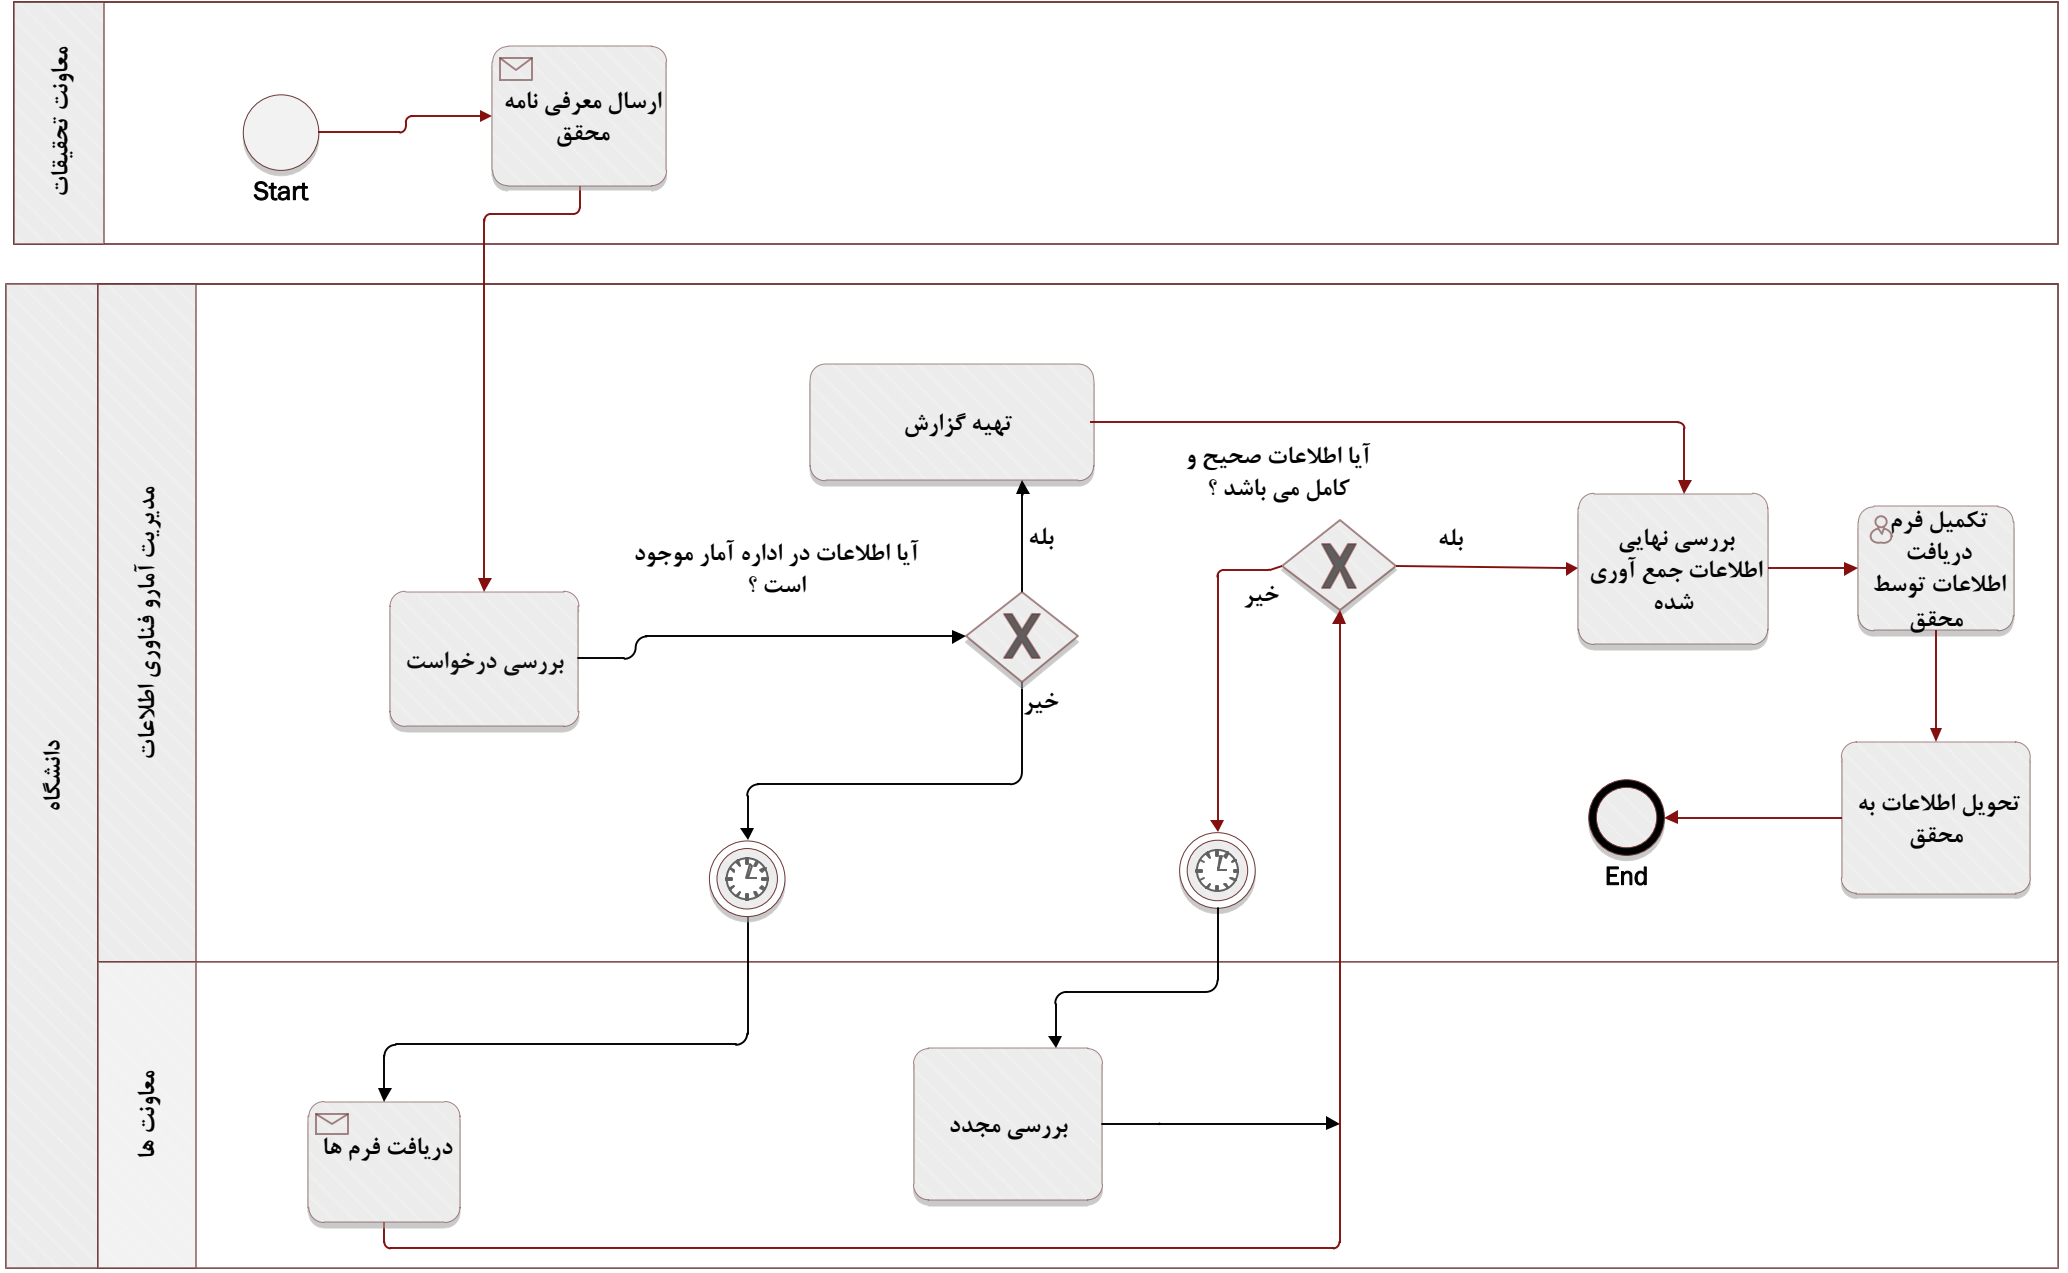 معاونت تحقیقات
Start
ارسال معرفی نامه
محقق
دانشگاه
مدیریت آمارو فناوری اطلاعات
بررسی درخواست
آیا اطلاعات در اداره آمار موجود
است ؟
بله
خیر
تهیه گزارش
آیا اطلاعات صحیح و
کامل می باشد ؟
خیر
بله
بررسی نهایی
اطلاعات جمع آوری
شده
تکمیل فرم
دریافت
اطلاعات توسط
محقق
تحویل اطلاعات به
محقق
End
معاونت ها
دریافت فرم ها
بررسی مجدد